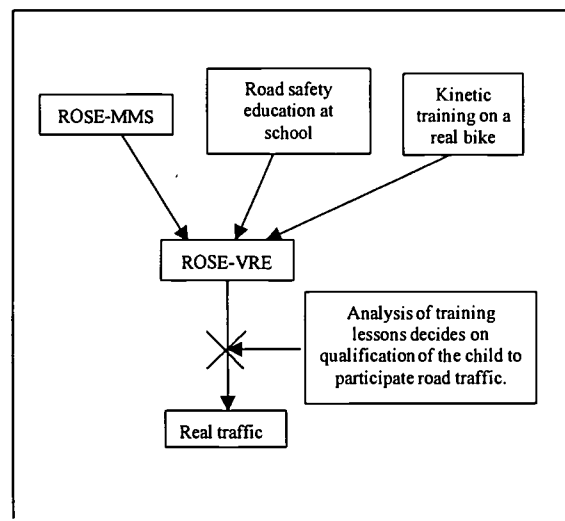 ROSE-MMS
Road safety
education at
school
Kinetic
training on a
real bike
ROSE-VRE
Analysis of training
lessons decides on
qualification of the child to
participate road traffic.
Real traffic